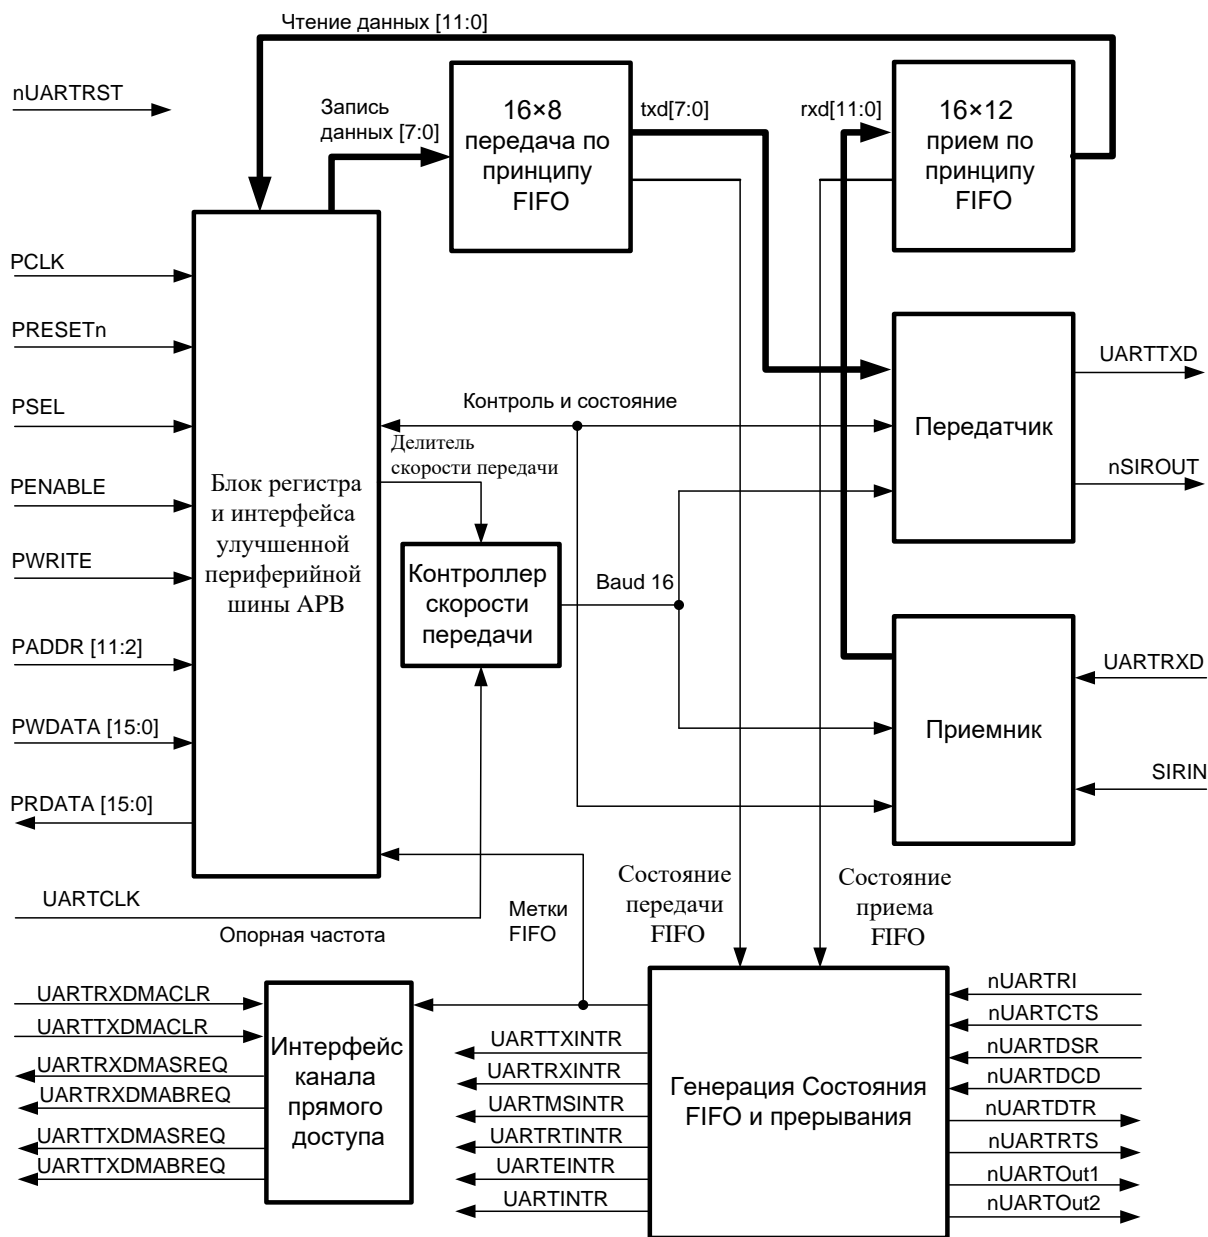 Чтение данных [11:0]
nUARTRST
Запись
данных [7:0]
16×8
передача по
принципу
FIFO
txd[7:0]
rxd[11:0]
16×12
прием по
принципу
FIFO
PCLK
PRESETn
PSEL
PENABLE
PWRITE
PADDR [11:2]
PWDATA [15:0]
PRDATA [15:0]
Блок регистра
и интерфейса
улучшенной
периферийной
шины APB
Контроль и состояние
Делитель
скорости передачи
Контроллер
скорости
передачи
Baud 16
Передатчик
UARTTXD
nSIROUT
Приемник
UARTRXD
SIRIN
UARTCLK
Опорная частота
Метки
FIFO
Состояние
передачи
FIFO
Состояние
приема
FIFO
UARTRXDMACLR
UARTTXDMACLR
UARTRXDMASREQ
UARTRXDMABREQ
UARTTXDMASREQ
UARTTXDMABREQ
Интерфейс
канала
прямого
доступа
UARTTXINTR
UARTRXINTR
UARTMSINTR
UARTRTINTR
UARTEINTR
UARTINTR
Генерация Состояния
FIFO и прерывания
nUARTRI
nUARTCTS
nUARTDSR
nUARTDCD
nUARTDTR
nUARTRTS
nUARTOut1
nUARTOut2